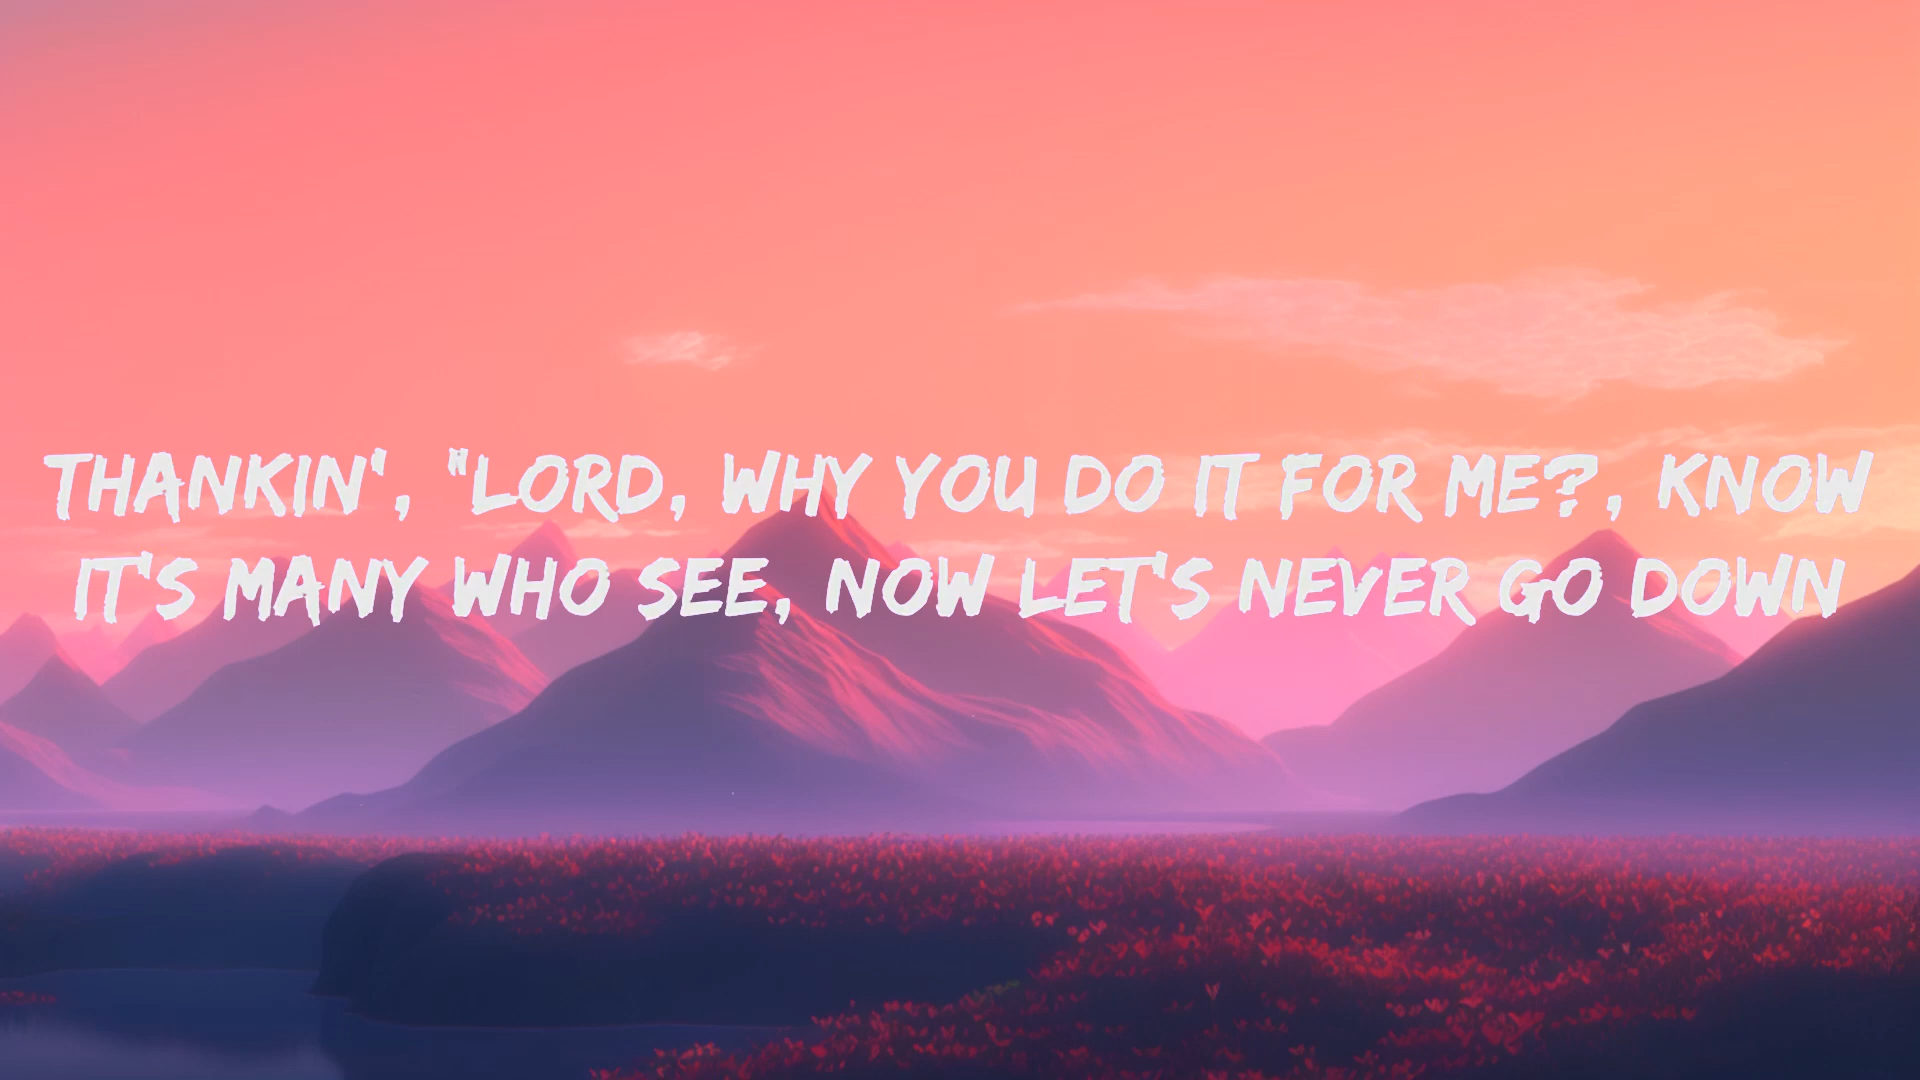 THANKIN', "LORD, WHY YOU DO IT FOR ME?, KNOW
IT'S MANY WHO SEE, NOW LET'S NEVER GO DOWN